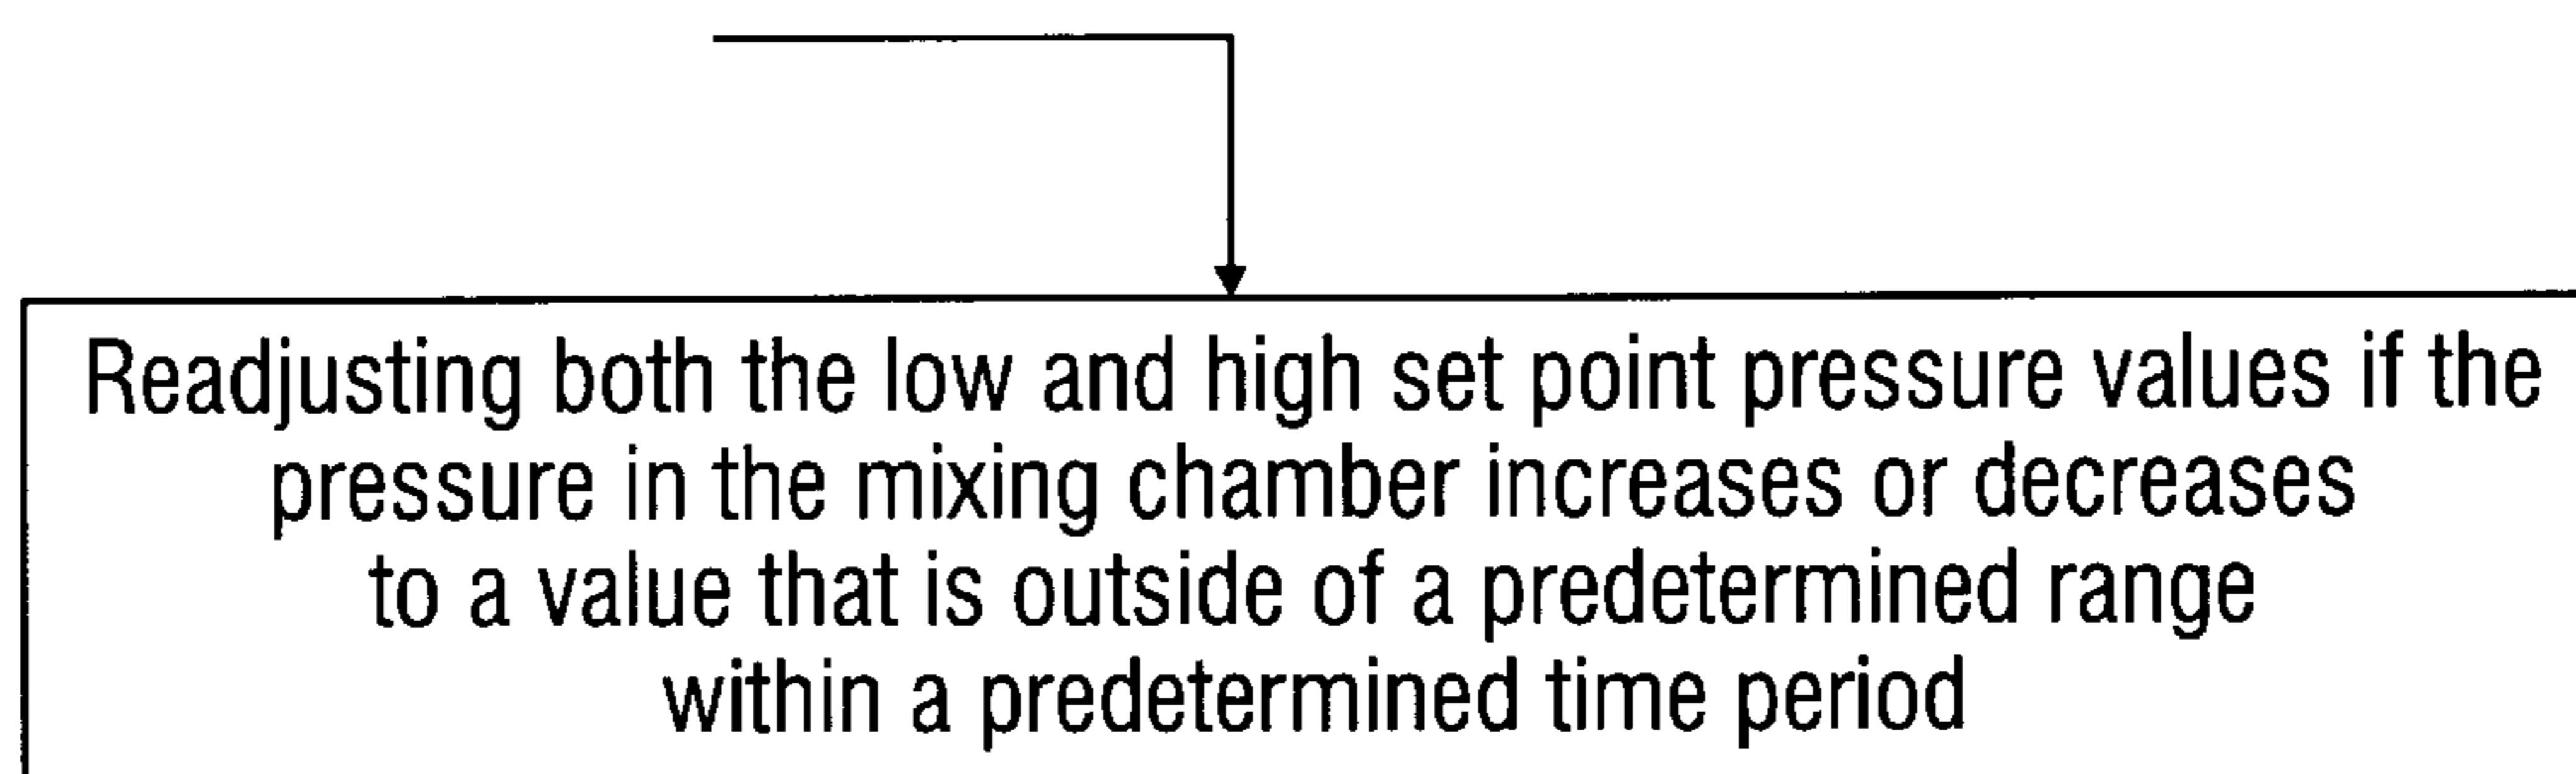 Readjusting both the low and high set point pressure values if the
pressure in the mixing chamber increases or decreases
to a value that is outside of a predetermined range
within a predetermined time period